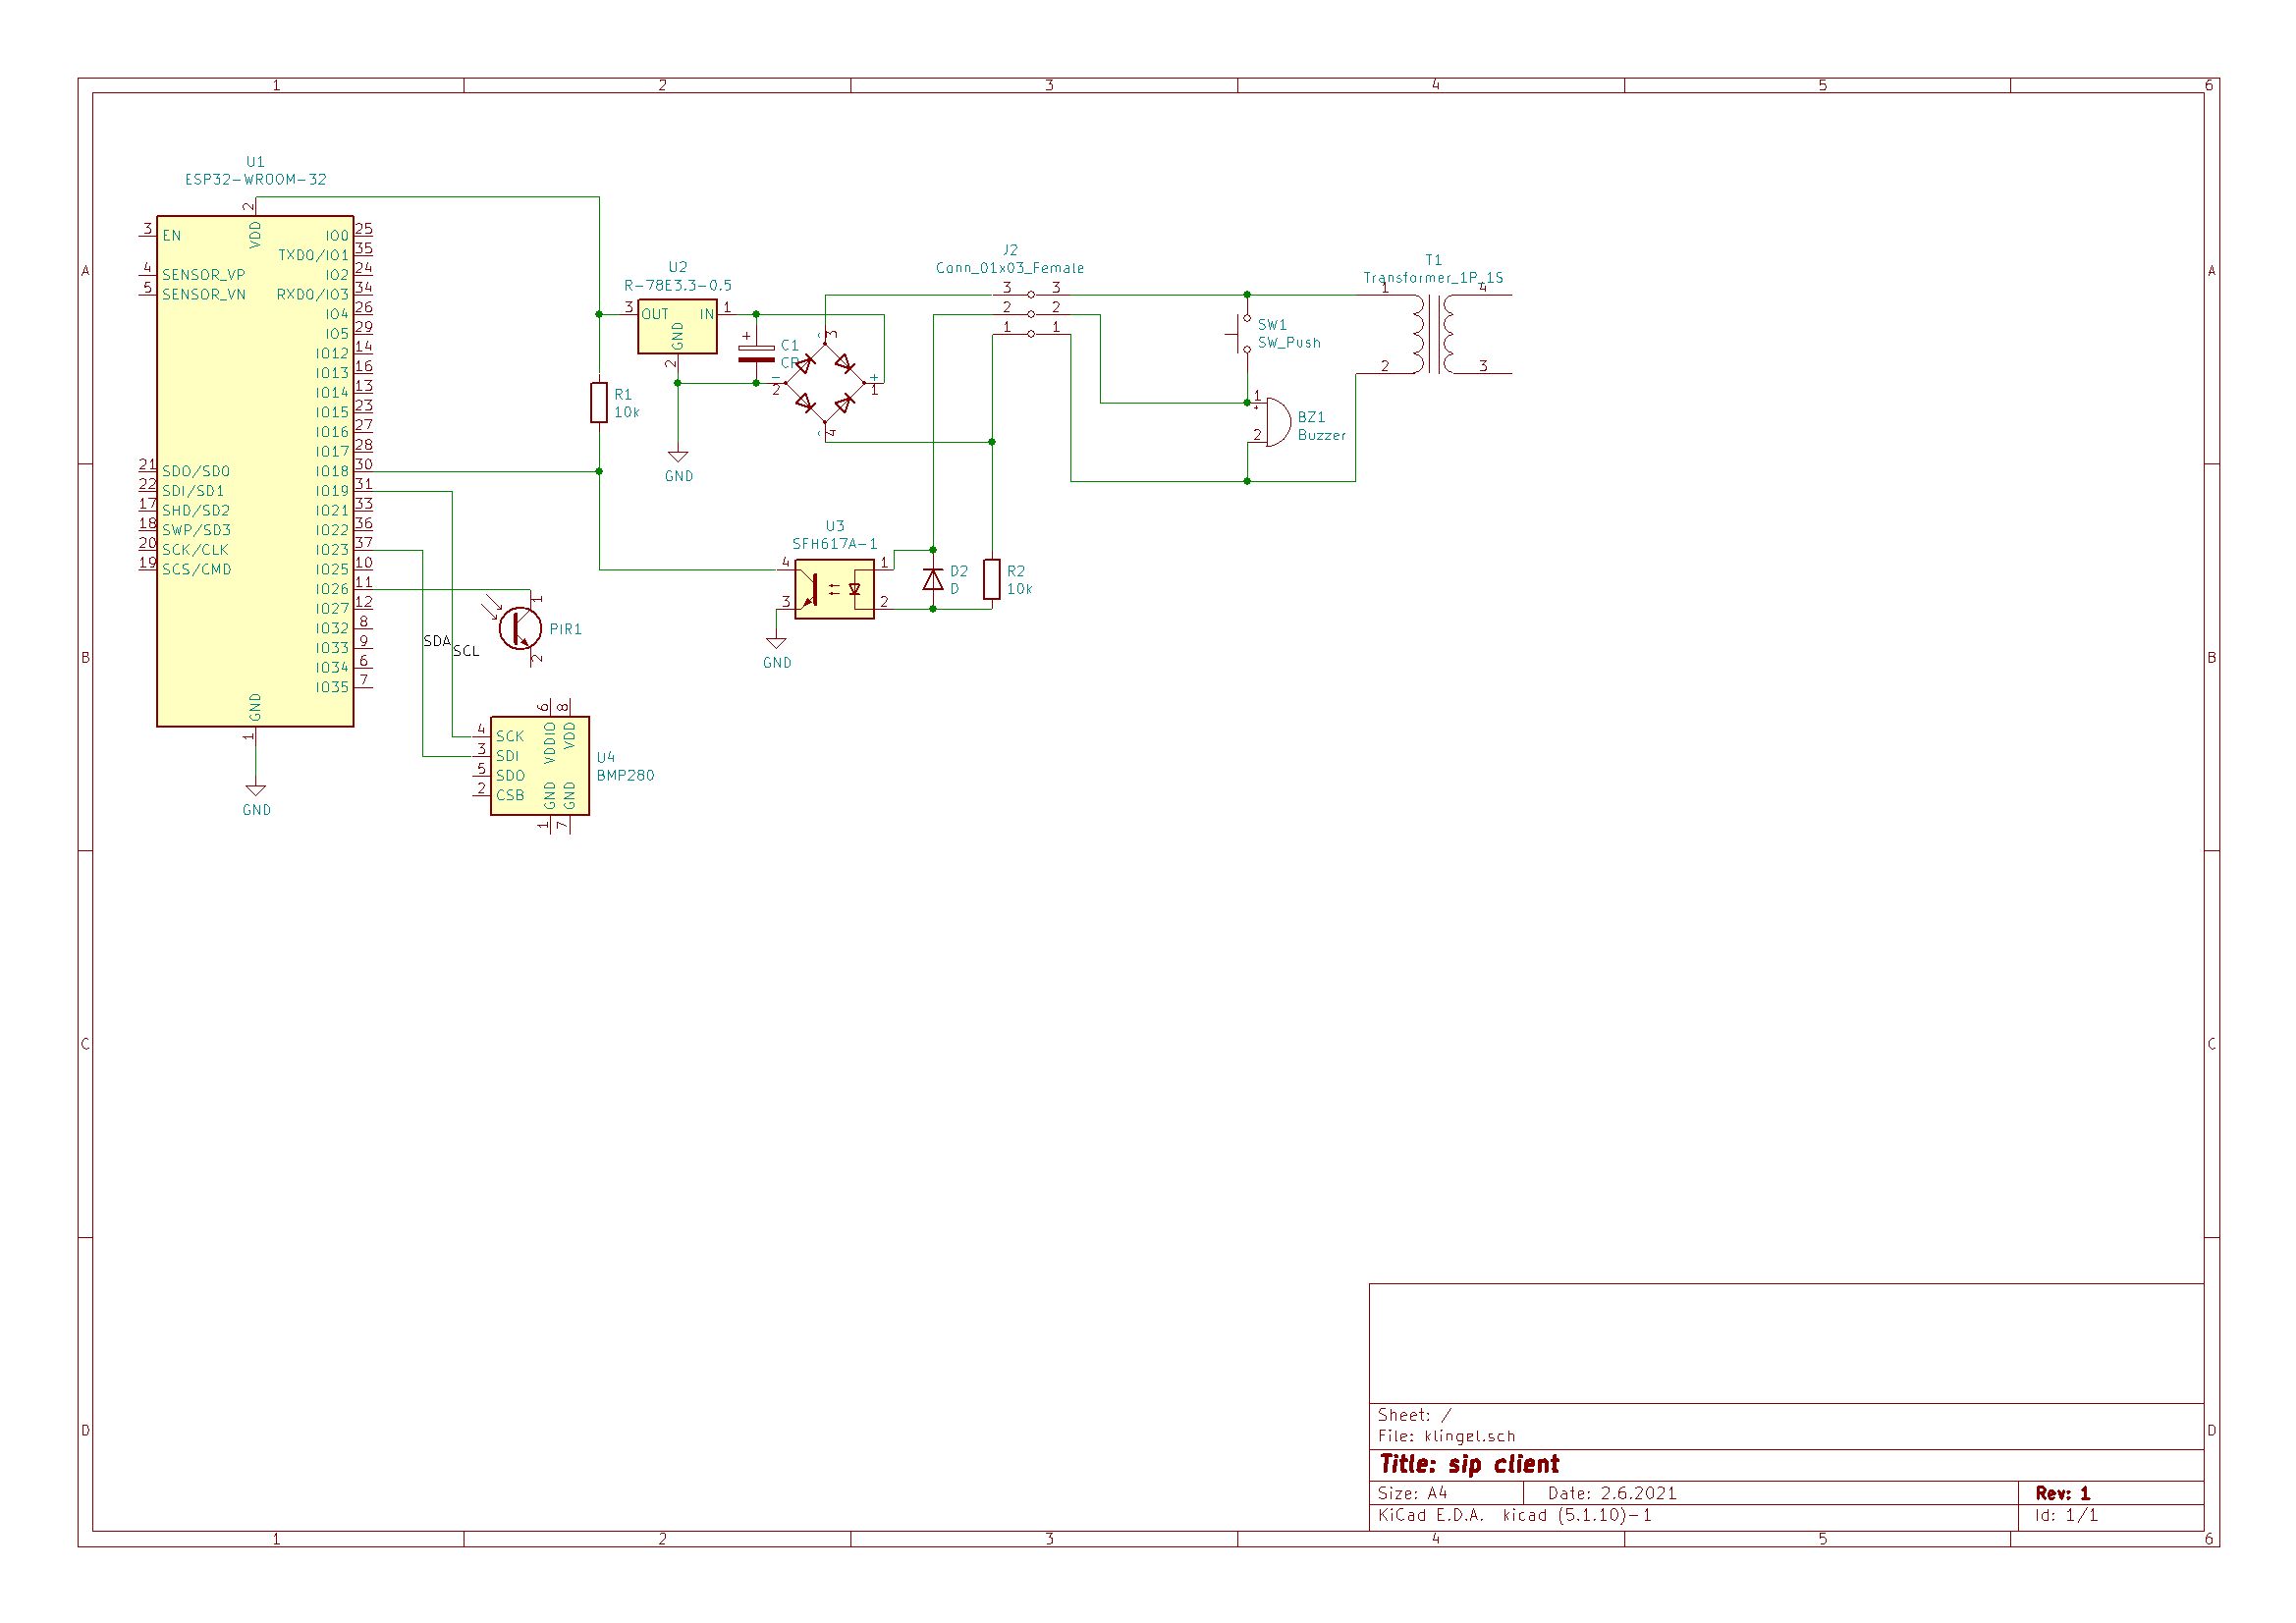 1 2 3 4 5 6
A A
B B
C C
D D
U1
ESP32-WROOM-32
2
VDD
3 EN
4 SENSOR_VP
5 SENSOR_VN
21 SDO/SD0
22 SDI/SD1
17 SHD/SD2
18 SWP/SD3
20 SCK/CLK
19 SCS/CMD
IO0 25
TXD0/IO1 35
IO2 24
RXD0/IO3 34
IO4 26
IO5 29
IO12 14
IO13 16
IO14 13
IO15 23
IO16 27
IO17 28
IO18 30
IO19 31
IO21 33
IO22 36
IO23 37
IO25 10
IO26 11
IO27 12
IO32 8
IO33 9
IO34 6
IO35 7
GND
1
GND
U2
R-78E3.3-0.5
3 OUT IN 1
GND
2
GND
R1
10k
C1
CP
+
- 2
3
+ 1
4
J2
Conn_01x03_Female
3 3
2 2
1 1
SW1
SW_Push
1
+
2
BZ1
Buzzer
T1
Transformer_1P_1S
1 4
2 3
U3
SFH617A-1
4 1
3 2
GND
D2
D
R2
10k
1
PIR1
2
SDA
SCL
6 8
VDDIO VDD
4 SCK
3 SDI
5 SDO
2 CSB
GND GND
1 7
U4
BMP280
Sheet: /
File: klingel.sch
Title: sip client
Size: A4 Date: 2.6.2021 Rev: 1
KiCad E.D.A. kicad (5.1.10)-1 Id: 1/1
1 2 3 4 5 6